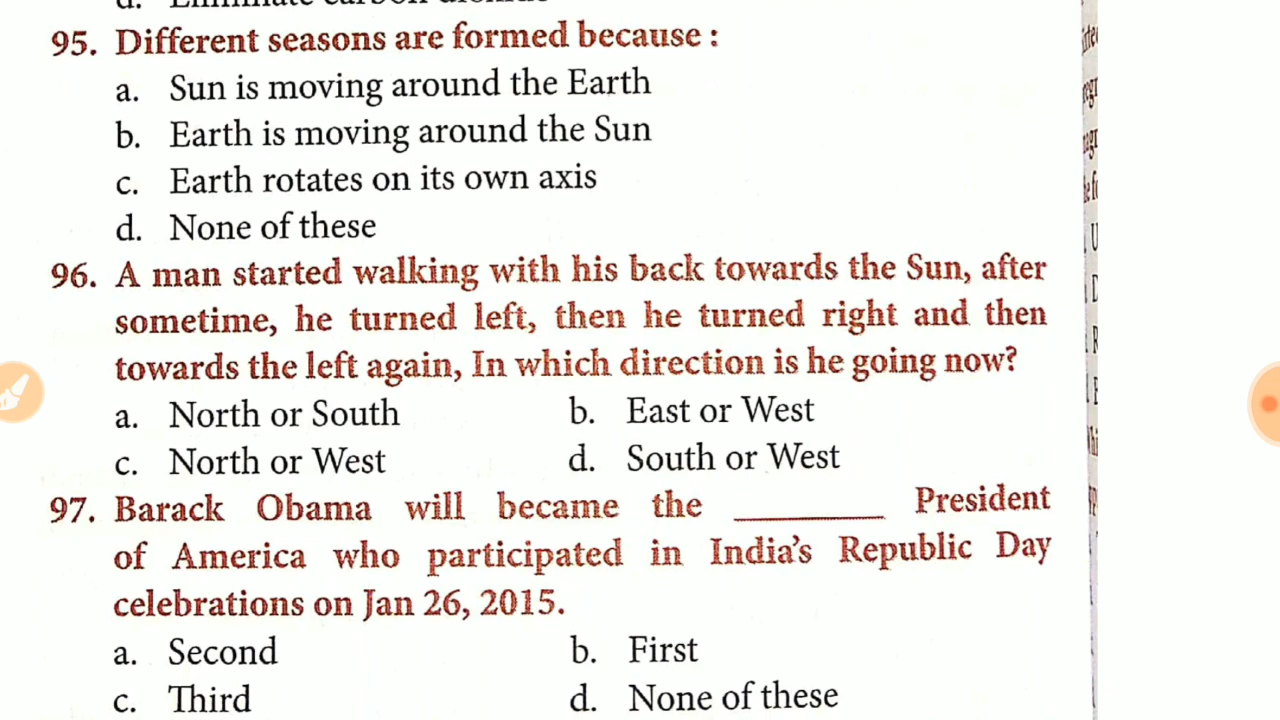 95. Different seasons are formed because :
a. Sun is moving around the Earth
b. Earth is moving around the Sun
c. Earth rotates on its own axis
d. None of these
96. A man started walking with his back towards the Sun, after
sometime, he turned left, then he turned right and then
towards the left again, In which direction is he going now?
a. North or South b. East or West
c. North or West d. South or West
97. Barack Obama will became the ________ President
of America who participated in India's Republic Day
celebrations on Jan 26, 2015.
a. Second b. First
c. Third d. None of these